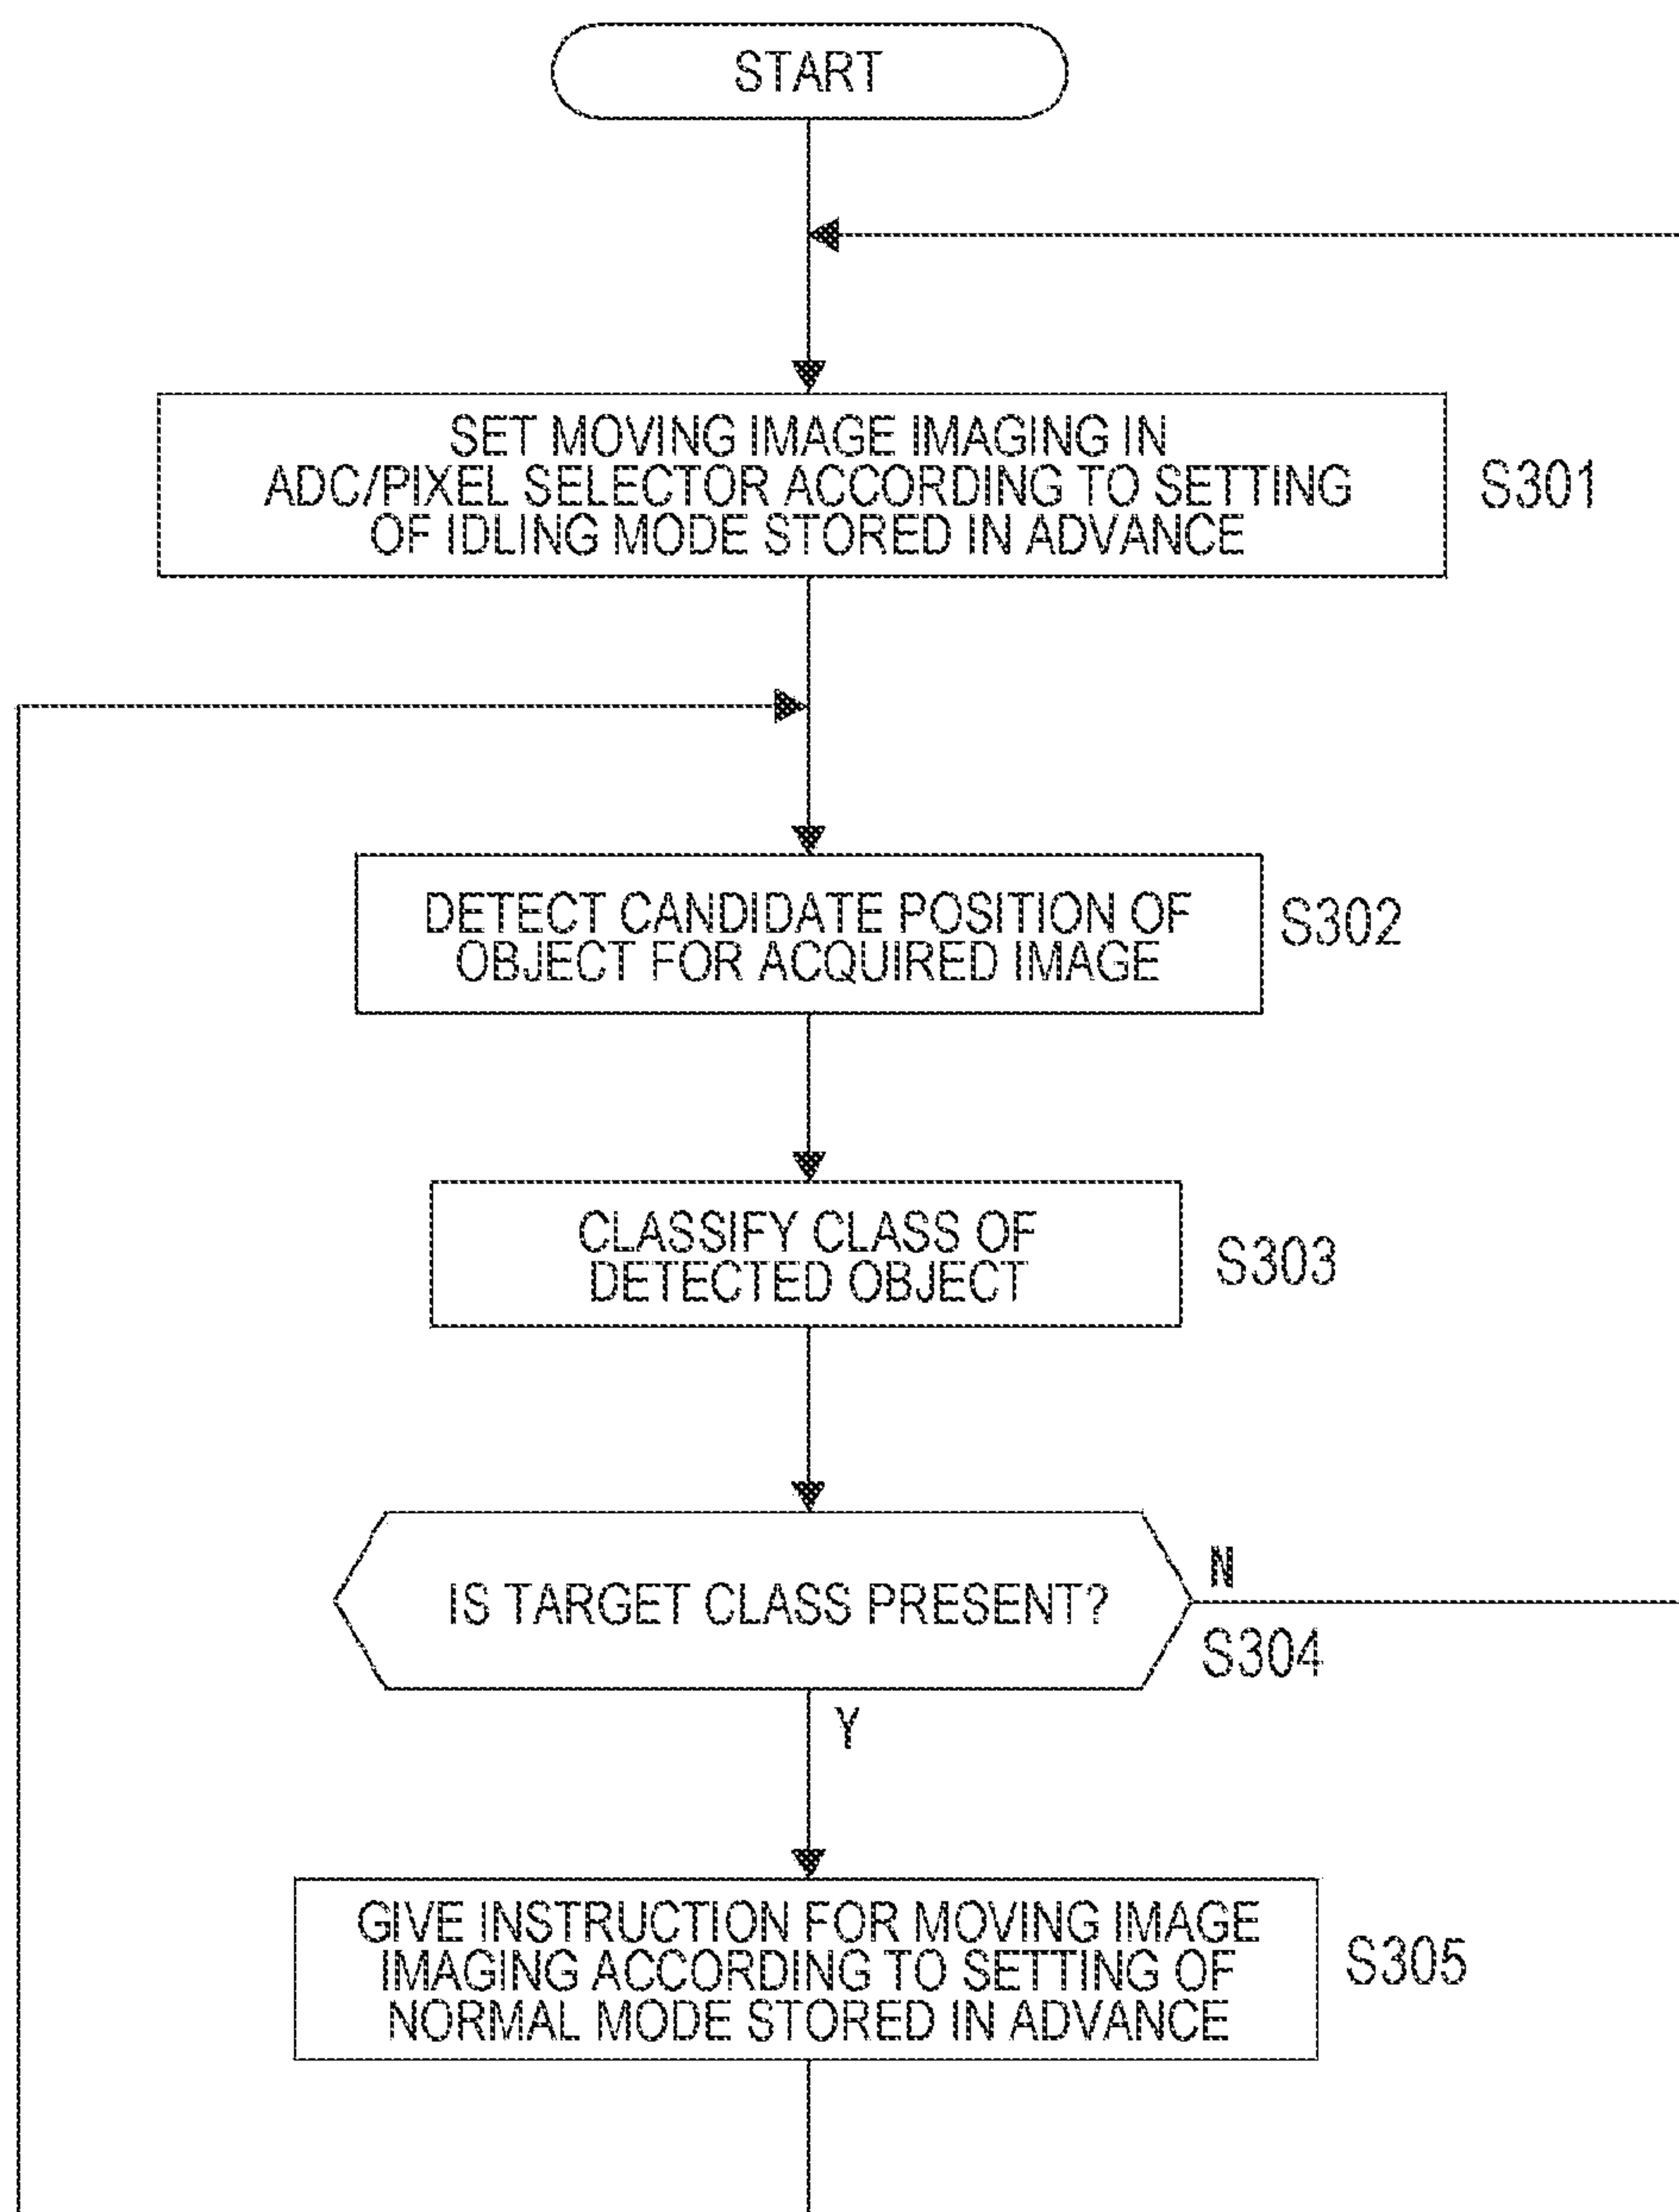 START
SET MOVING IMAGE IMAGING IN
ADC/PIXEL SELECTOR ACCORDING TO SETTING
OF IDLING MODE STORED IN ADVANCE
S301
DETECT CANDIDATE POSITION OF
OBJECT FOR ACQUIRED IMAGE
S302
CLASSIFY CLASS OF
DETECTED OBJECT
S303
IS TARGET CLASS PRESENT?
N
S304
Y
GIVE INSTRUCTION FOR MOVING IMAGE
IMAGING ACCORDING TO SETTING OF
NORMAL MODE STORED IN ADVANCE
S305